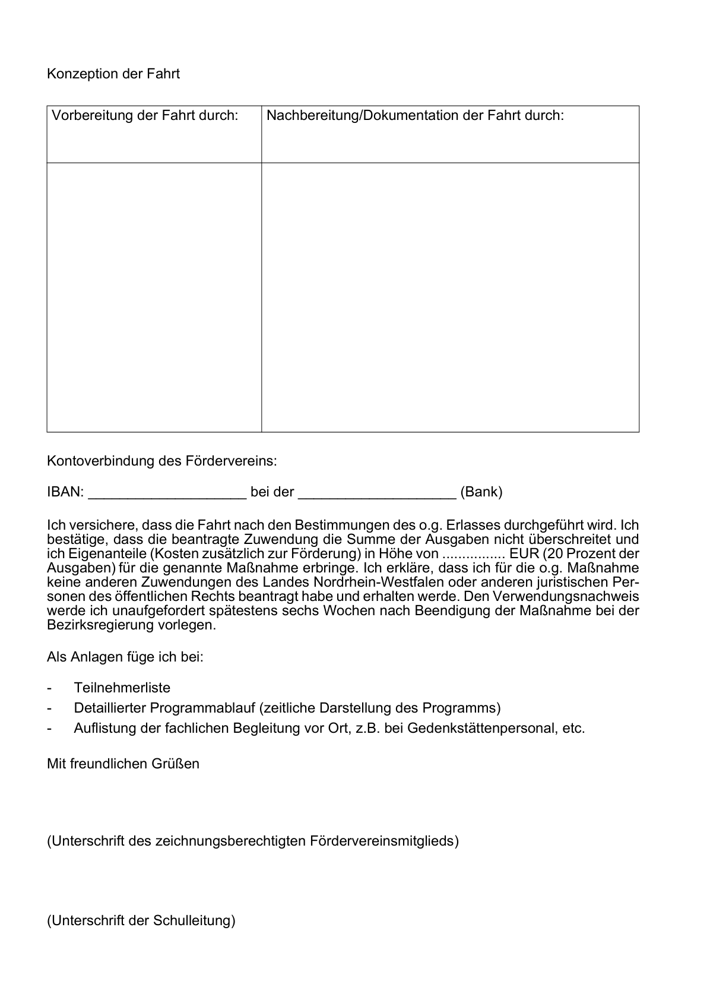 Konzeption der Fahrt
Vorbereitung der Fahrt durch:
Nachbereitung/Dokumentation der Fahrt durch:
Kontoverbindung des Fördervereins:
IBAN: ____________________ bei der ____________________ (Bank)
Ich versichere, dass die Fahrt nach den Bestimmungen des o.g. Erlasses durchgeführt wird. Ich
bestätige, dass die beantragte Zuwendung die Summe der Ausgaben nicht überschreitet und
ich Eigenanteile (Kosten zusätzlich zur Förderung) in Höhe von ................ EUR (20 Prozent der
Ausgaben) für die genannte Maßnahme erbringe. Ich erkläre, dass ich für die o.g. Maßnahme
keine anderen Zuwendungen des Landes Nordrhein-Westfalen oder anderen juristischen Per-
sonen des öffentlichen Rechts beantragt habe und erhalten werde. Den Verwendungsnachweis
werde ich unaufgefordert spätestens sechs Wochen nach Beendigung der Maßnahme bei der
Bezirksregierung vorlegen.
Als Anlagen füge ich bei:
- Teilnehmerliste
- Detaillierter Programmablauf (zeitliche Darstellung des Programms)
- Auflistung der fachlichen Begleitung vor Ort, z.B. bei Gedenkstättenpersonal, etc.
Mit freundlichen Grüßen
(Unterschrift des zeichnungsberechtigten Fördervereinsmitglieds)
(Unterschrift der Schulleitung)